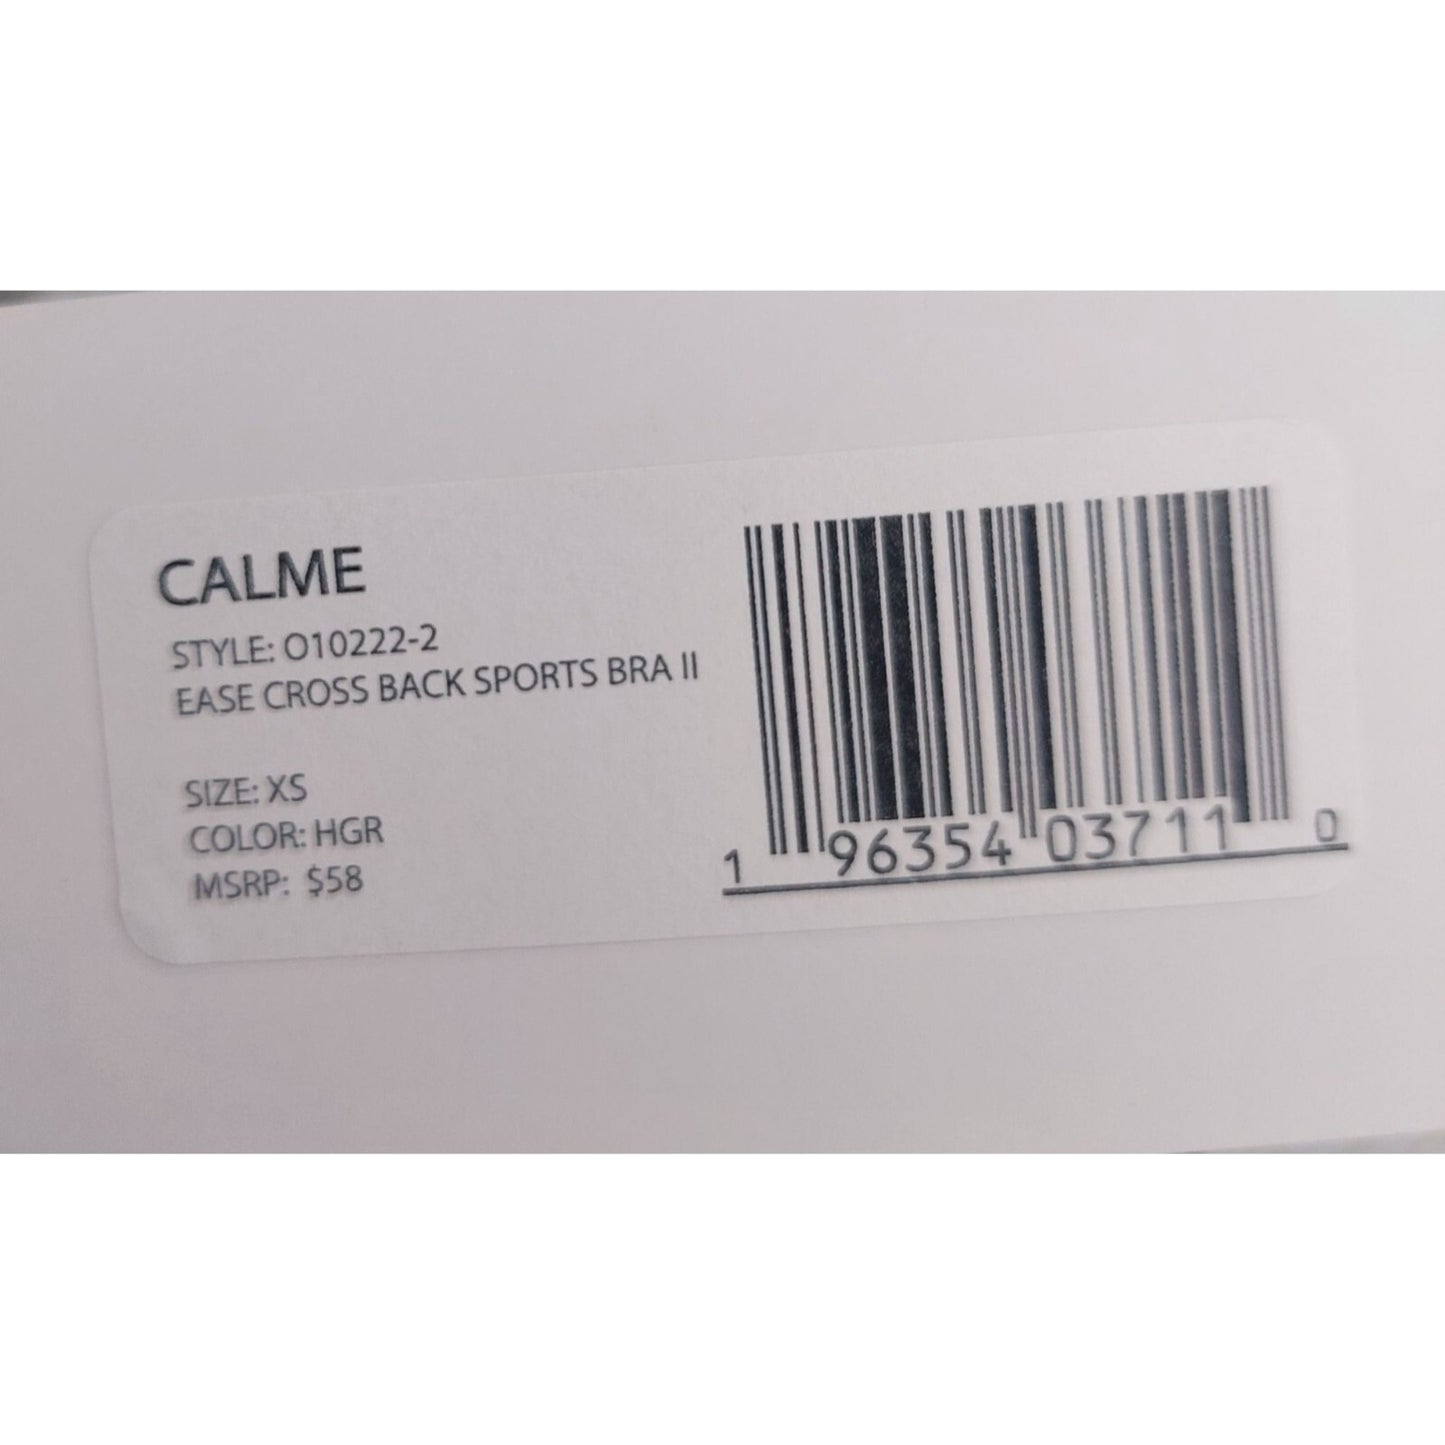 CALME
STYLE: O10222-2
EASE CROSS BACK SPORTS BRA II
SIZE: XS
COLOR: HGR
MSRP: $58
1 96354 03711 0